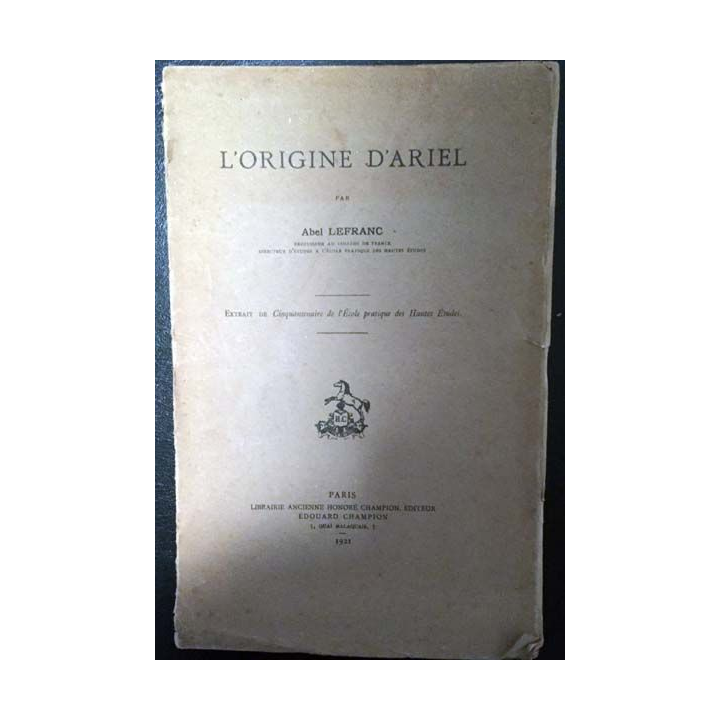 L'ORIGINE D'ARIEL
PAR
Abel LEFRANC
PROFESSEUR AU COLLÈGE DE FRANCE
DIRECTEUR D'ÉTUDES A L'ÉCOLE PRATIQUE DES HAUTES ÉTUDES
EXTRAIT DE Cinquantenaire de l'École pratique des Hautes Études.
H.C
PARIS
LIBRAIRIE ANCIENNE HONORÉ CHAMPION, ÉDITEUR
ÉDOUARD CHAMPION
5, QUAI MALAQUAIS, 5
1921